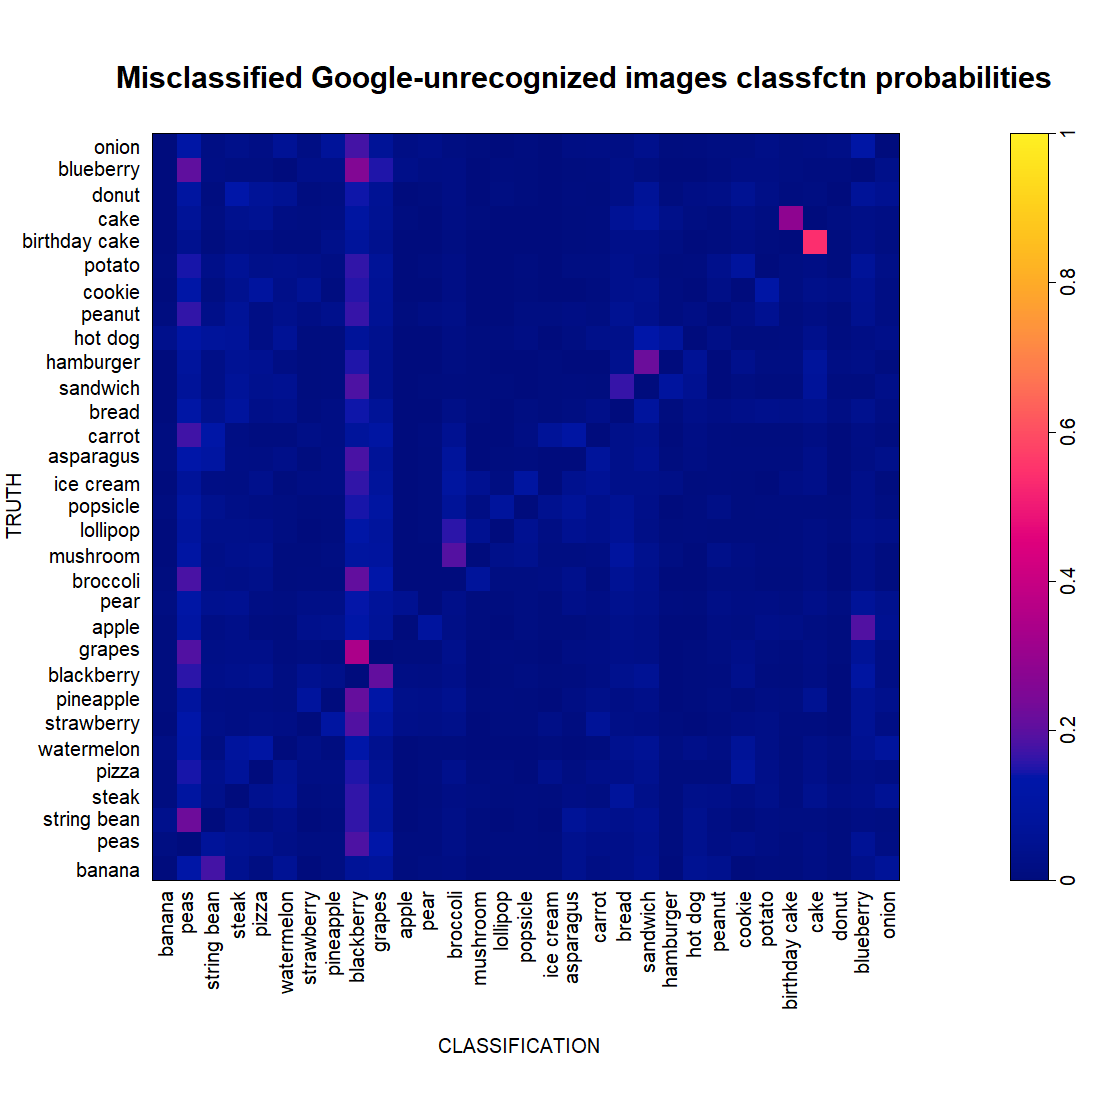 Misclassified Google-unrecognized images classfctn probabilities
onion
blueberry
donut
cake
birthday cake
potato
cookie
peanut
hot dog
hamburger
sandwich
bread
carrot
asparagus
ice cream
popsicle
lollipop
mushroom
broccoli
pear
apple
grapes
blackberry
pineapple
strawberry
watermelon
pizza
steak
string bean
peas
banana
TRUTH
banana
peas
string bean
steak
pizza
watermelon
strawberry
pineapple
blackberry
grapes
apple
pear
broccoli
mushroom
lollipop
popsicle
ice cream
asparagus
carrot
bread
sandwich
hamburger
hot dog
peanut
cookie
potato
birthday cake
cake
donut
blueberry
onion
CLASSIFICATION
1
0.8
0.6
0.4
0.2
0